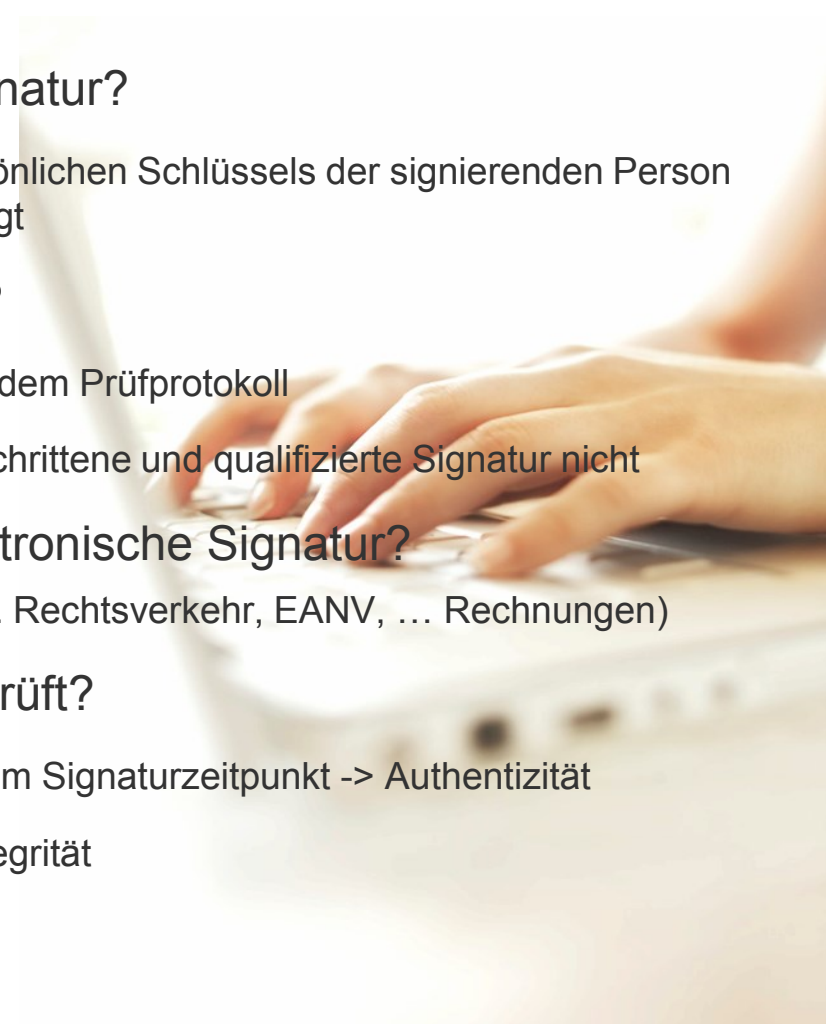 natur?
önlichen Schlüssels der signierenden Person
gt
?
dem Prüfprotokoll
chrittene und qualifizierte Signatur nicht
tronische Signatur?
. Rechtsverkehr, EANV, … Rechnungen)
rüft?
m Signaturzeitpunkt -> Authentizität
egrität